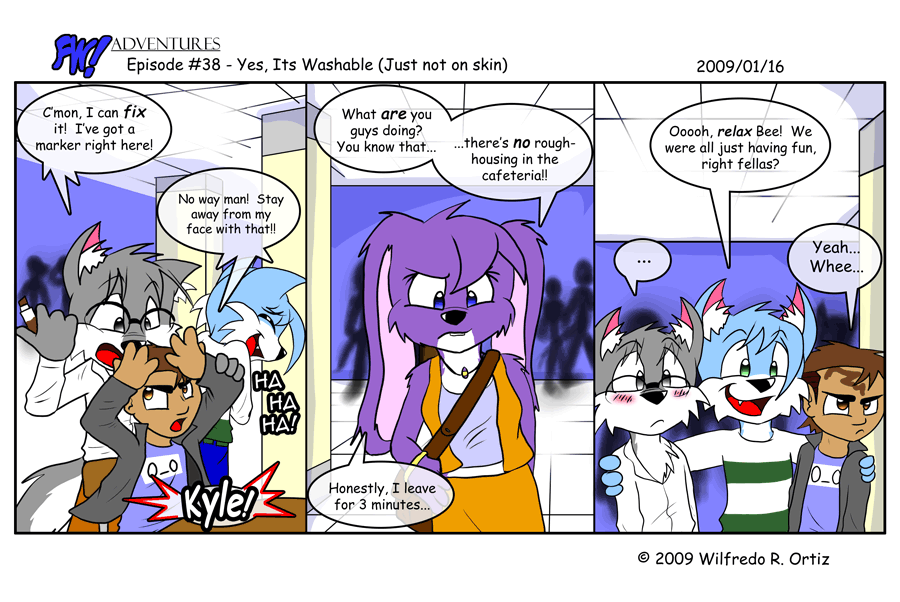 FW! ADVENTURES
Episode #38 - Yes, Its Washable (Just not on skin)
2009/01/16
C'mon, I can fix
it! I've got a
marker right here!
No way man! Stay
away from my
face with that!!
HA
HA
HA!
Kyle!
What are you
guys doing?
You know that...
...there's no rough-
housing in the
cafeteria!!
Honestly, I leave
for 3 minutes...
Ooooh, relax Bee! We
were all just having fun,
right fellas?
...
Yeah...
Whee...
O_O
© 2009 Wilfredo R. Ortiz